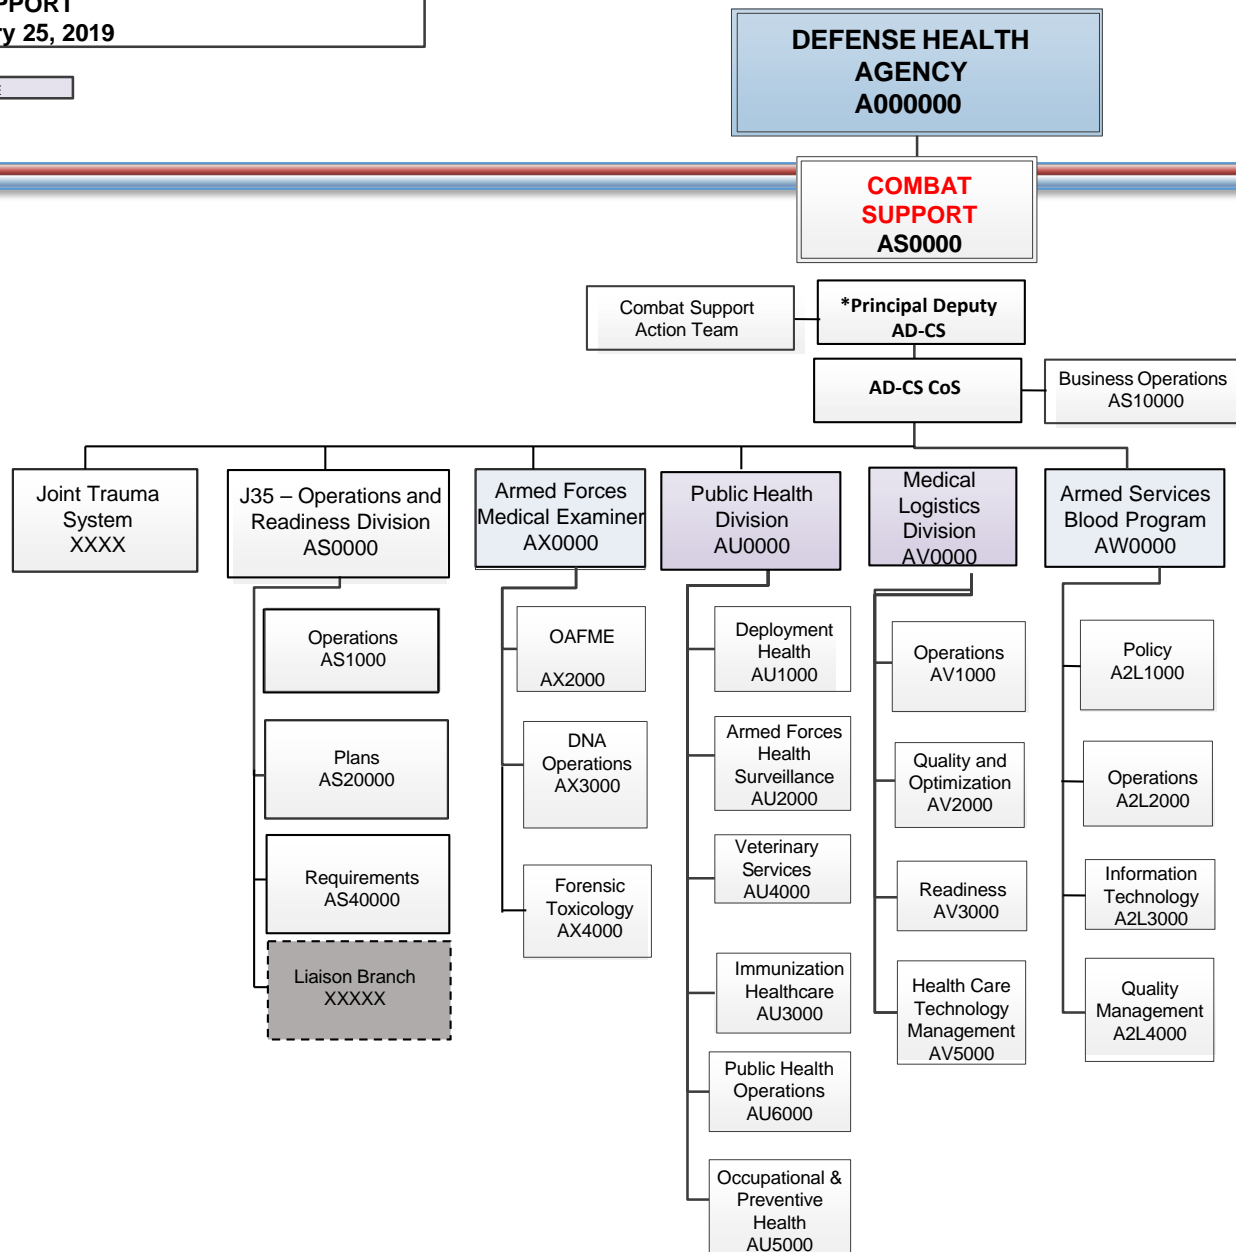 25, 2019
DEFENSE HEALTH
AGENCY
A000000
COMBAT
SUPPORT
AS0000
Combat Support
Action Team
*Principal Deputy
AD-CS
AD-CS CoS
Business Operations
AS10000
Joint Trauma
System
XXXX
J35 – Operations and
Readiness Division
AS0000
Armed Forces
Medical Examiner
AX0000
Public Health
Division
AU0000
Medical
Logistics
Division
AV0000
Armed Services
Blood Program
AW0000
Operations
AS1000
Plans
AS20000
Requirements
AS40000
Liaison Branch
XXXXX
OAFME
AX2000
DNA
Operations
AX3000
Forensic
Toxicology
AX4000
Deployment
Health
AU1000
Armed Forces
Health
Surveillance
AU2000
Veterinary
Services
AU4000
Immunization
Healthcare
AU3000
Public Health
Operations
AU6000
Occupational &
Preventive
Health
AU5000
Operations
AV1000
Quality and
Optimization
AV2000
Readiness
AV3000
Health Care
Technology
Management
AV5000
Policy
A2L1000
Operations
A2L2000
Information
Technology
A2L3000
Quality
Management
A2L4000